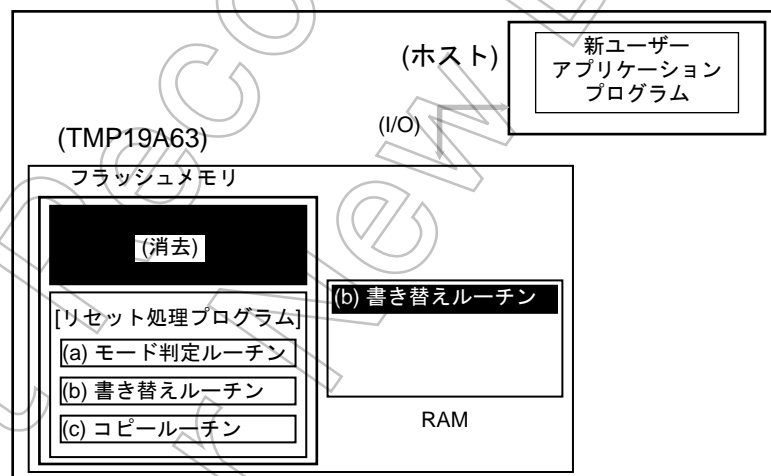 (ホスト)
新ユーザー
アプリケーション
プログラム
(I/O)
(TMP19A63)
フラッシュメモリ
(消去)
[リセット処理プログラム]
(a) モード判定ルーチン
(b) 書き替えルーチン
(c) コピールーチン
(b) 書き替えルーチン
RAM